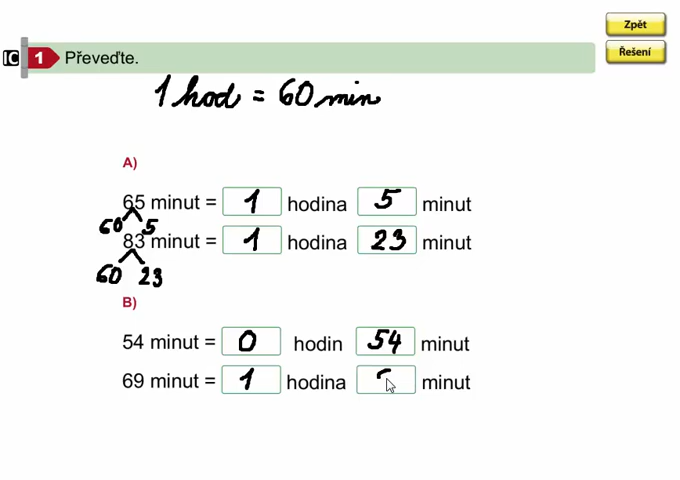 Zpět
Řešení
IC 1 Převeďte.
1 hod = 60 min
A)
65 minut = 1 hodina 5 minut
60 5
83 minut = 1 hodina 23 minut
60 23
B)
54 minut = 0 hodin 54 minut
69 minut = 1 hodina minut